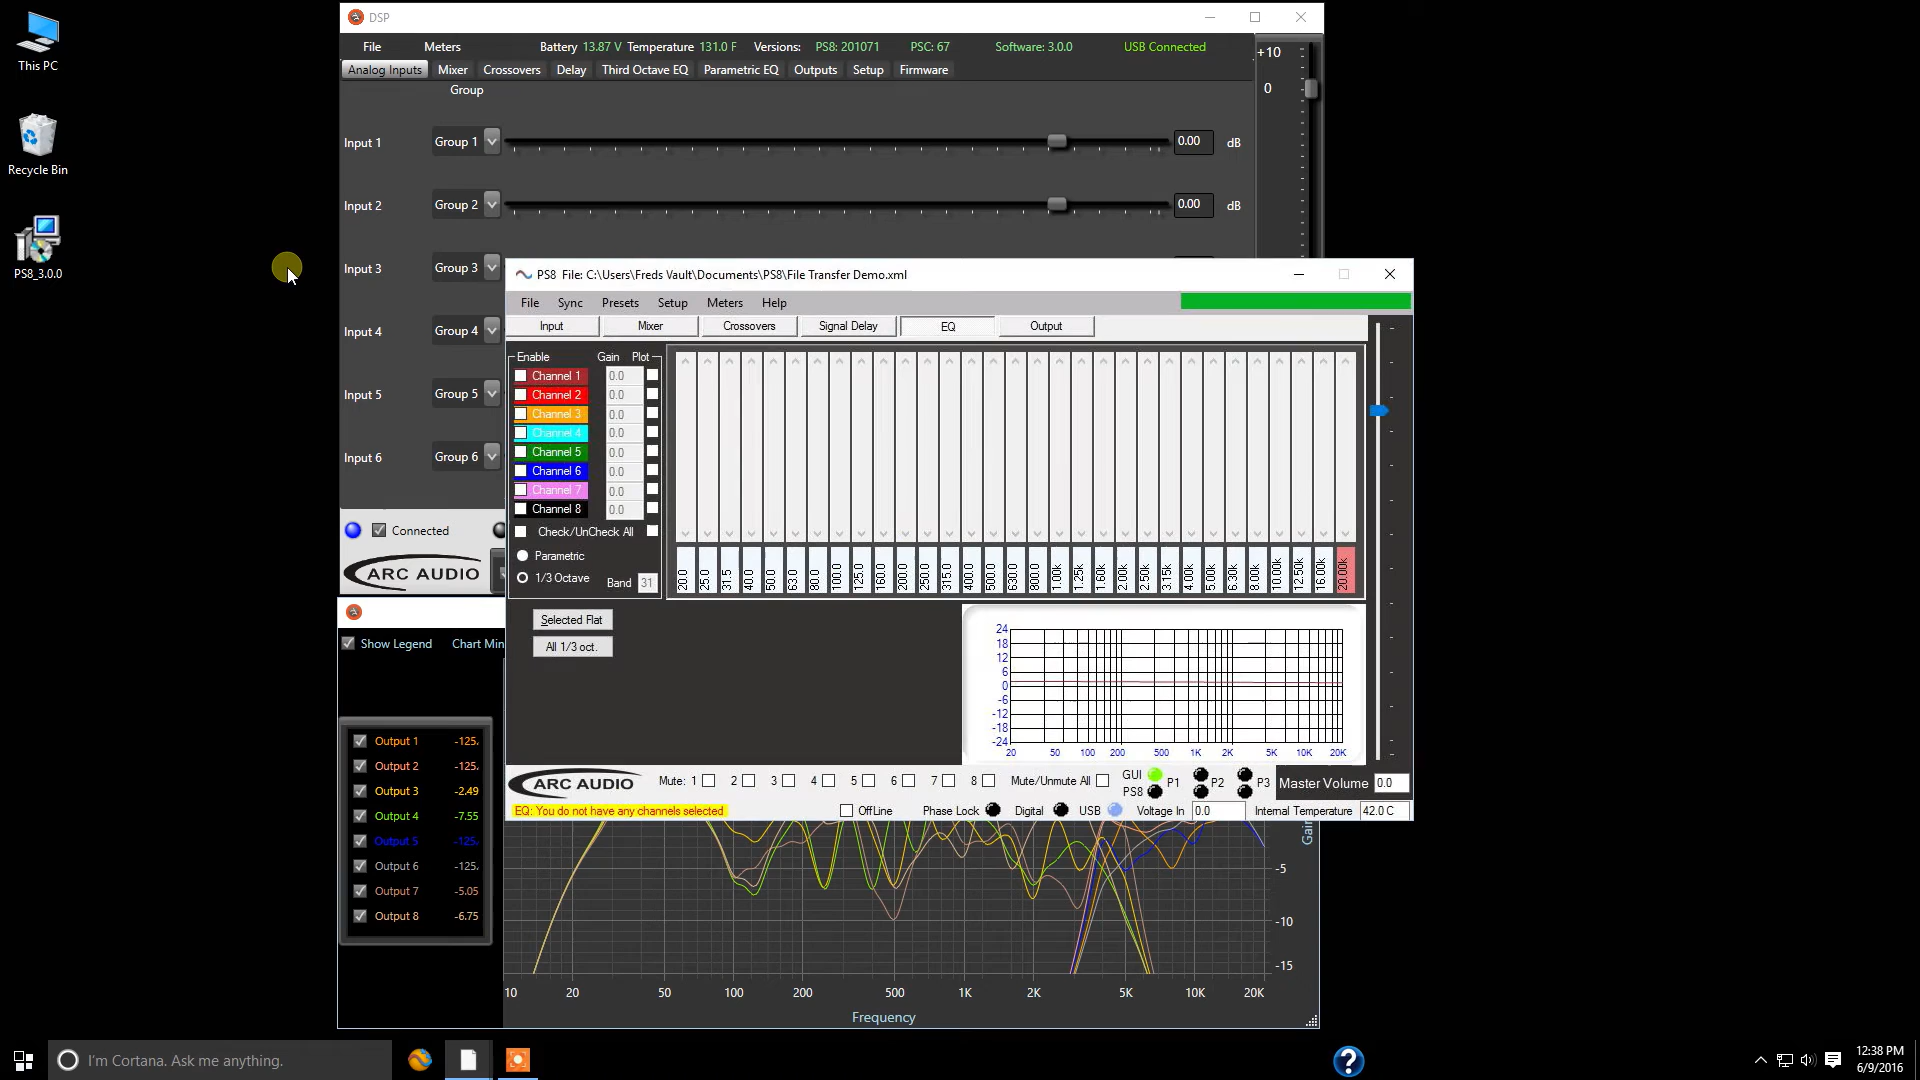 This PC
Recycle Bin
PS8_3.0.0
DSP
File Meters Battery 13.87 V Temperature 131.0 F Versions: PS8: 201071 PSC: 67 Software: 3.0.0 USB Connected
Analog Inputs Mixer Crossovers Delay Third Octave EQ Parametric EQ Outputs Setup Firmware
+10
0
Group
Input 1 Group 1 0.00 dB
Input 2 Group 2 0.00 dB
Input 3 Group 3
Input 4 Group 4
Input 5 Group 5
Input 6 Group 6
Connected
ARC AUDIO
PS8 File: C:\Users\Freds Vault\Documents\PS8\File Transfer Demo.xml
File Sync Presets Setup Meters Help
Input Mixer Crossovers Signal Delay EQ Output
Enable Gain Plot
Channel 1 0.0
Channel 2 0.0
Channel 3 0.0
Channel 4 0.0
Channel 5 0.0
Channel 6 0.0
Channel 7 0.0
Channel 8 0.0
Check/UnCheck All
Parametric
1/3 Octave Band 31
20.0 25.0 31.5 40.0 50.0 63.0 80.0 100.0 125.0 160.0 200.0 250.0 315.0 400.0 500.0 630.0 800.0 1.00k 1.25k 1.60k 2.00k 2.50k 3.15k 4.00k 5.00k 6.30k 8.00k 10.00k 12.50k 16.00k 20.00k
Selected Flat
All 1/3 oct.
24
18
12
6
0
-6
-12
-18
-24
20 50 100 200 500 1K 2K 5K 10K 20K
ARC AUDIO Mute: 1 2 3 4 5 6 7 8 Mute/Unmute All GUI P1 P2 P3 Master Volume 0.0
PS8
EQ: You do not have any channels selected OffLine Phase Lock Digital USB Voltage In 0.0 Internal Temperature 42.0 C
Show Legend Chart Min
Output 1 -125.
Output 2 -125.
Output 3 -2.49
Output 4 -7.55
Output 5 -125.
Output 6 -125.
Output 7 -5.05
Output 8 -6.75
Gain
-5
-10
-15
10 20 50 100 200 500 1K 2K 5K 10K 20K
Frequency
I'm Cortana. Ask me anything.
?
12:38 PM
6/9/2016